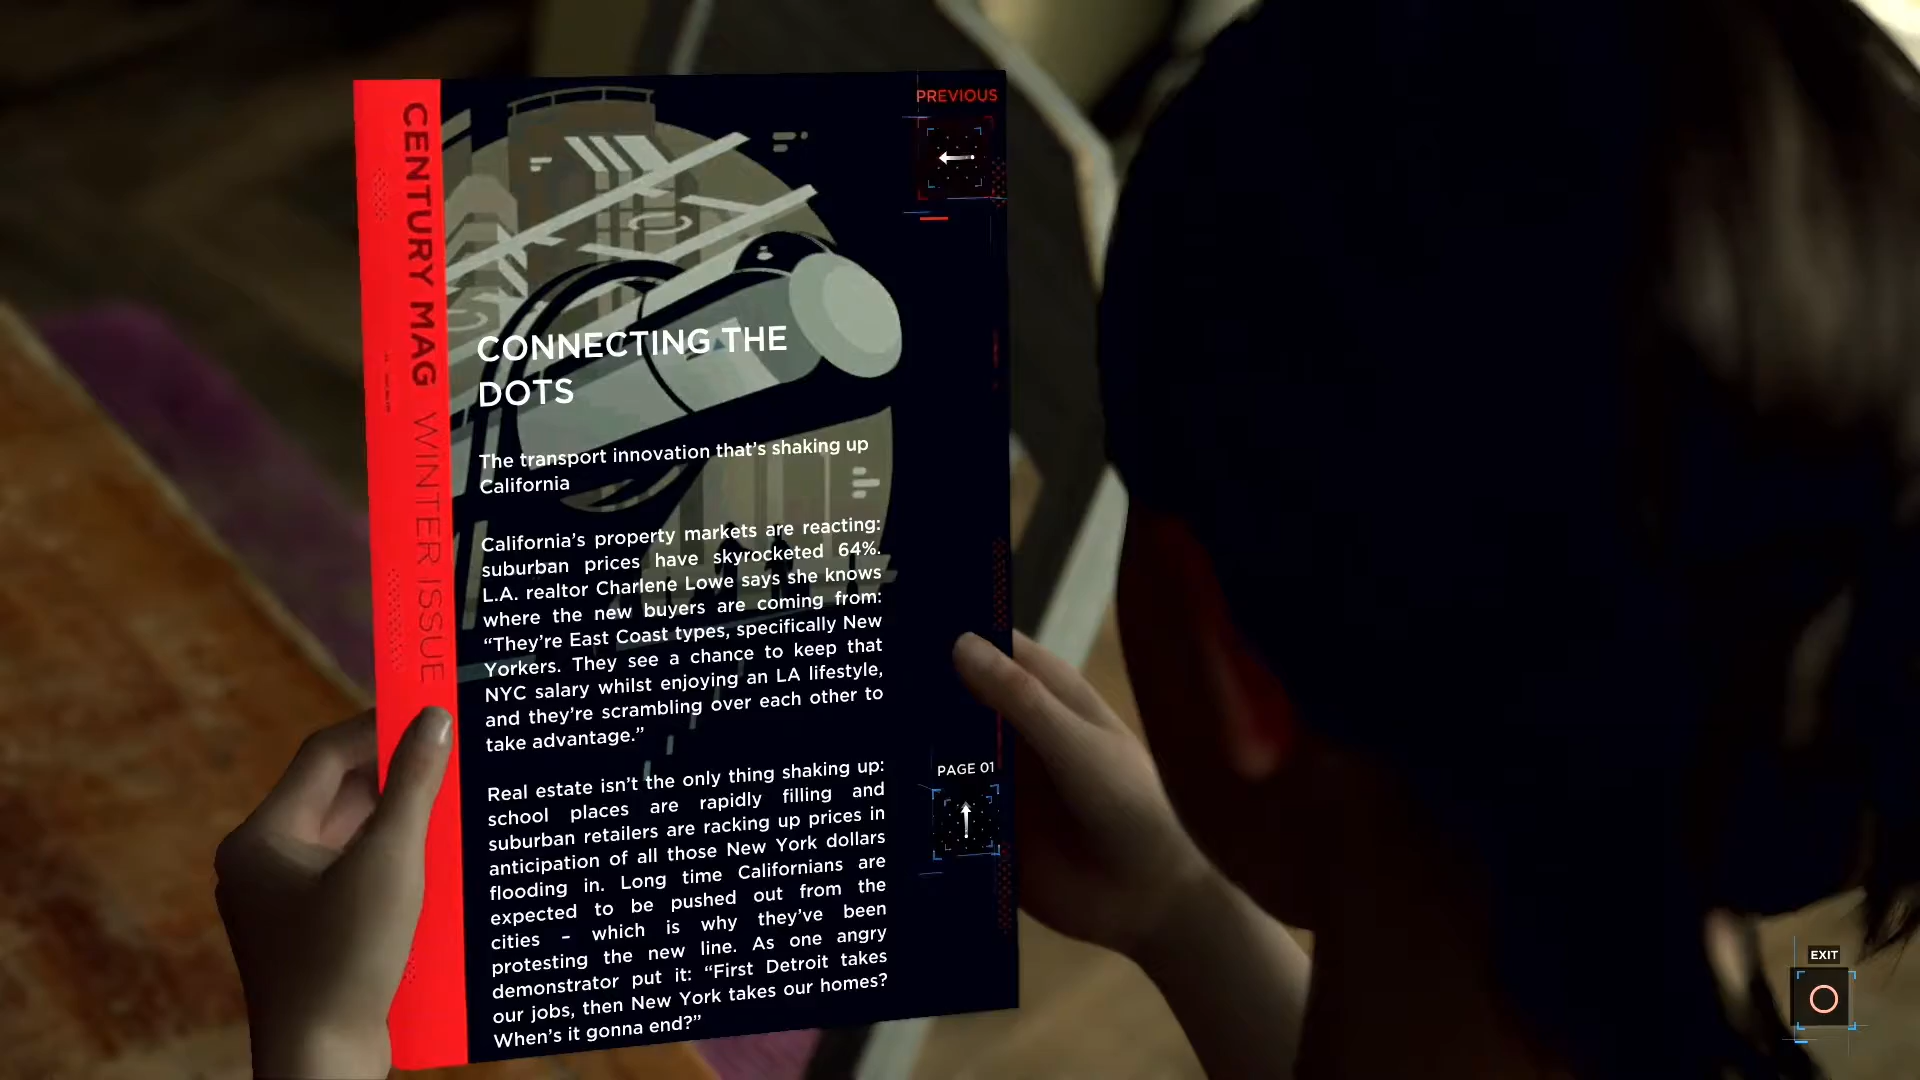 CENTURY MAG WINTER ISSUE
PREVIOUS
CONNECTING THE
DOTS
The transport innovation that's shaking up
California
California's property markets are reacting:
suburban prices have skyrocketed 64%.
L.A. realtor Charlene Lowe says she knows
where the new buyers are coming from:
“They're East Coast types, specifically New
Yorkers. They see a chance to keep that
NYC salary whilst enjoying an LA lifestyle,
and they're scrambling over each other to
take advantage.”
Real estate isn't the only thing shaking up:
school places are rapidly filling and
suburban retailers are racking up prices in
anticipation of all those New York dollars
flooding in. Long time Californians are
expected to be pushed out from the
cities – which is why they've been
protesting the new line. As one angry
demonstrator put it: “First Detroit takes
our jobs, then New York takes our homes?
When's it gonna end?”
PAGE 01
EXIT